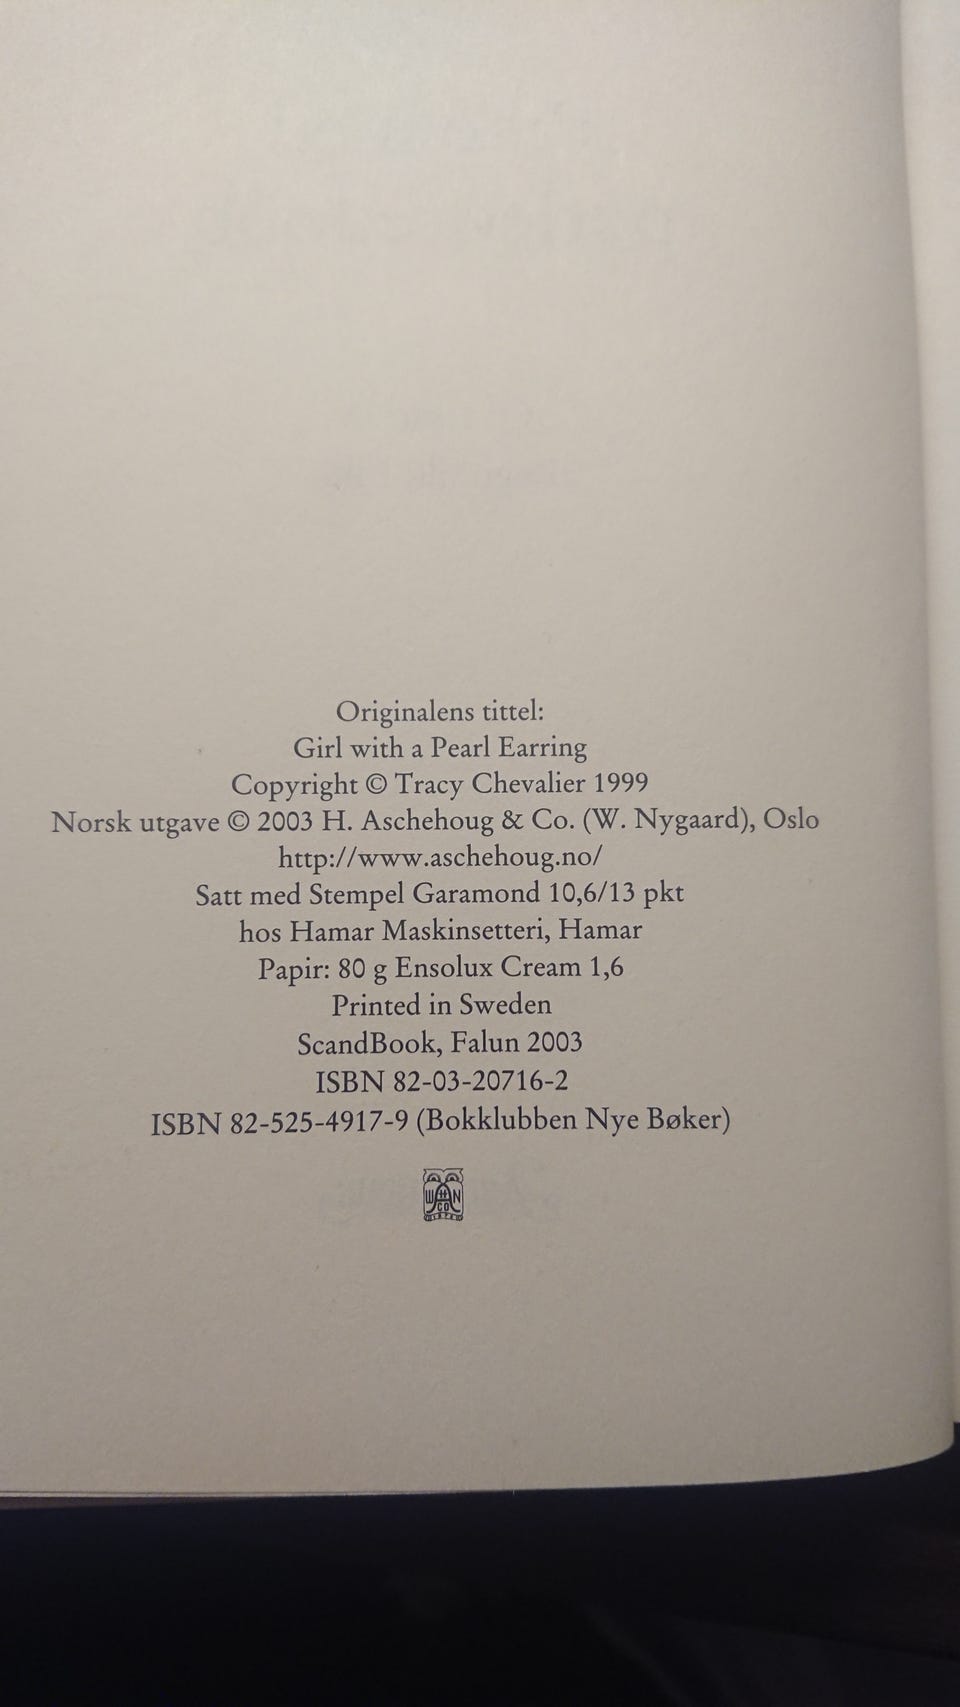 Originalens tittel:
Girl with a Pearl Earring
Copyright © Tracy Chevalier 1999
Norsk utgave © 2003 H. Aschehoug & Co. (W. Nygaard), Oslo
http://www.aschehoug.no/
Satt med Stempel Garamond 10,6/13 pkt
hos Hamar Maskinsetteri, Hamar
Papir: 80 g Ensolux Cream 1,6
Printed in Sweden
ScandBook, Falun 2003
ISBN 82-03-20716-2
ISBN 82-525-4917-9 (Bokklubben Nye Bøker)